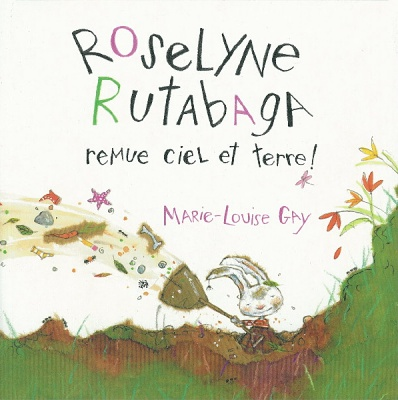 ROSELYNE
RUTABAGA
remue ciel et terre!
MARIE-LOUISE GAY